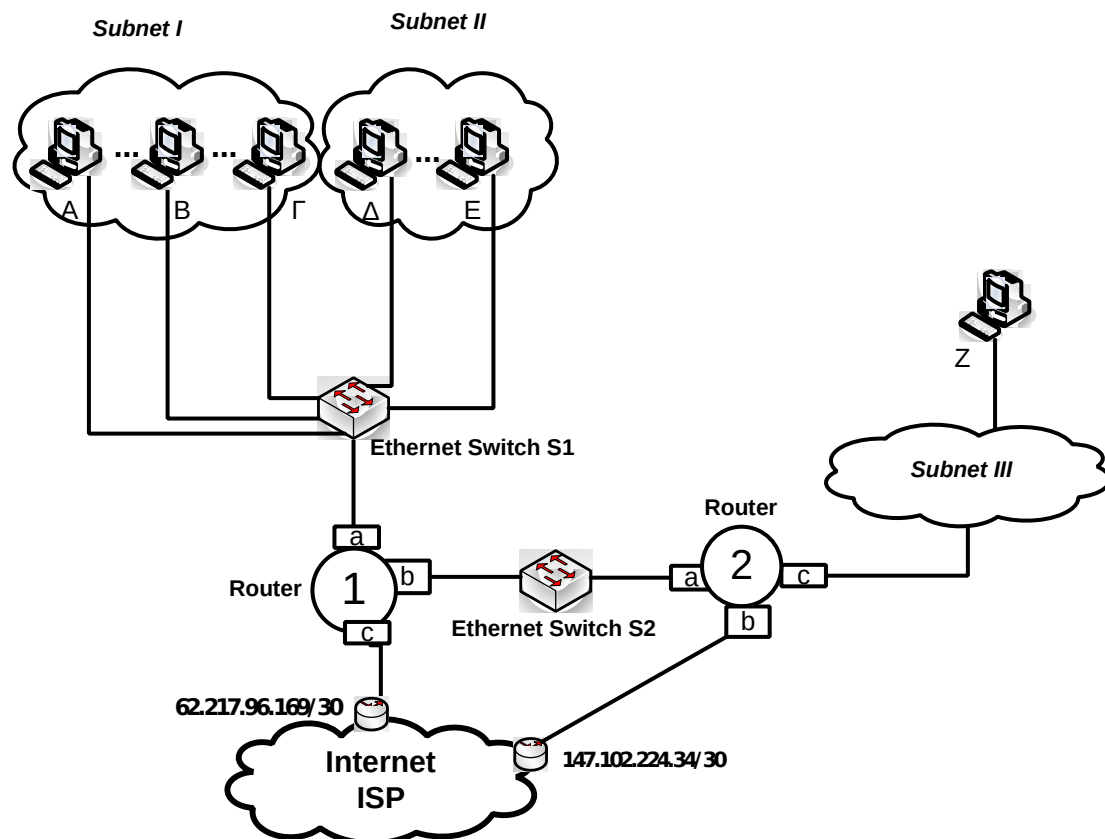 Subnet I
Subnet II
... ...
...
Α
Β
Γ
Δ
Ε
Ζ
Ethernet Switch S1
Subnet III
Router
a
2
a
c
b
Router
1
b
c
Ethernet Switch S2
62.217.96.169/30
147.102.224.34/30
Internet
ISP